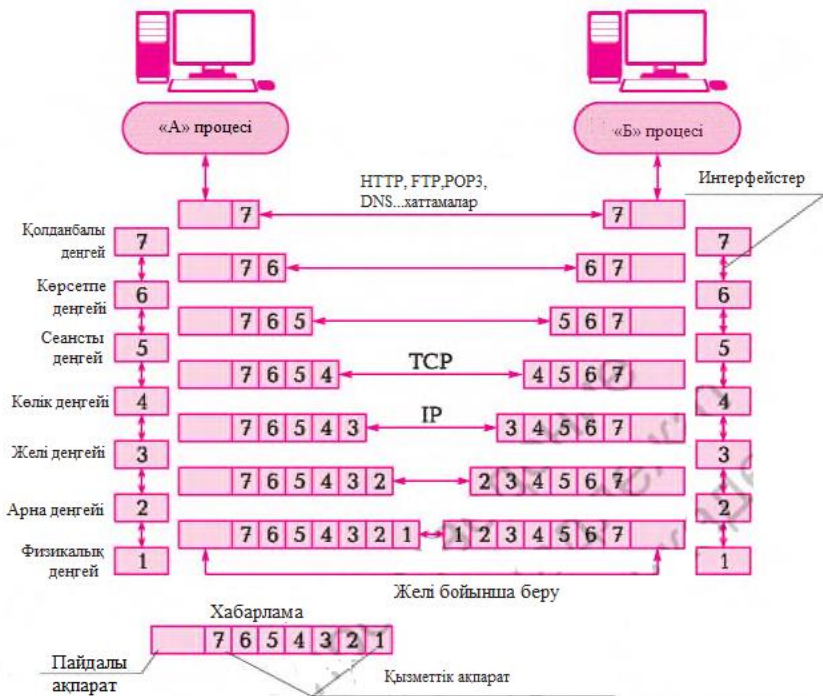 «А» процесі
«Б» процесі
HTTP, FTP,POP3,
DNS...хаттамалар
Интерфейстер
7
7
Қолданбалы
деңгей
7
7
7 6
6 7
Көрсетпе
деңгейі
6
6
7 6 5
5 6 7
Сеансты
деңгей
5
5
7 6 5 4
TCP
4 5 6 7
Көлік деңгейі
4
4
7 6 5 4 3
IP
3 4 5 6 7
Желі деңгейі
3
3
7 6 5 4 3 2
2 3 4 5 6 7
Арна деңгейі
2
2
7 6 5 4 3 2 1
1 2 3 4 5 6 7
Физикалық
деңгей
1
1
Желі бойынша беру
Хабарлама
7 6 5 4 3 2 1
Пайдалы
ақпарат
Қызметтік ақпарат